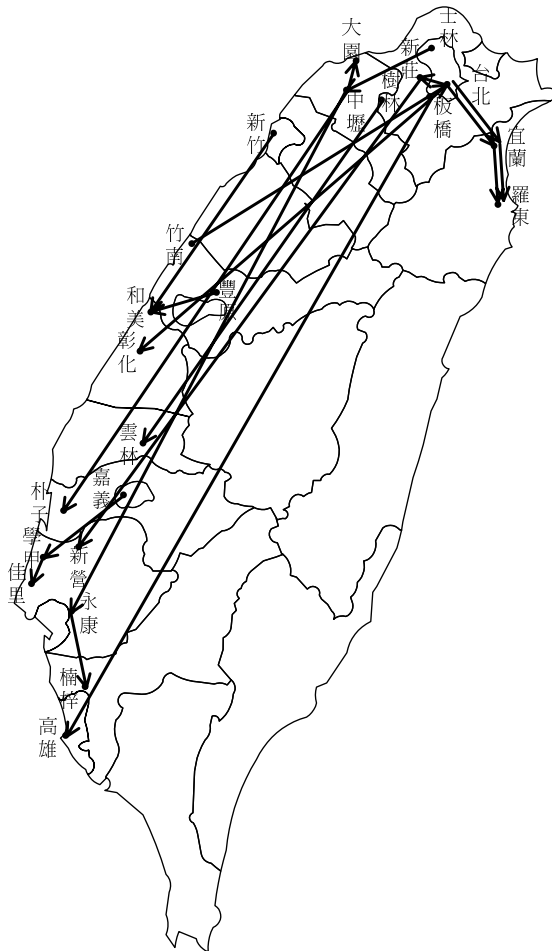 士林
大園
新莊
台北
樹林
中壢
板橋
新竹
宜蘭
羅東
竹南
豐原
和美
彰化
雲林
嘉義
朴子
學甲
新營
佳里
永康
楠梓
高雄